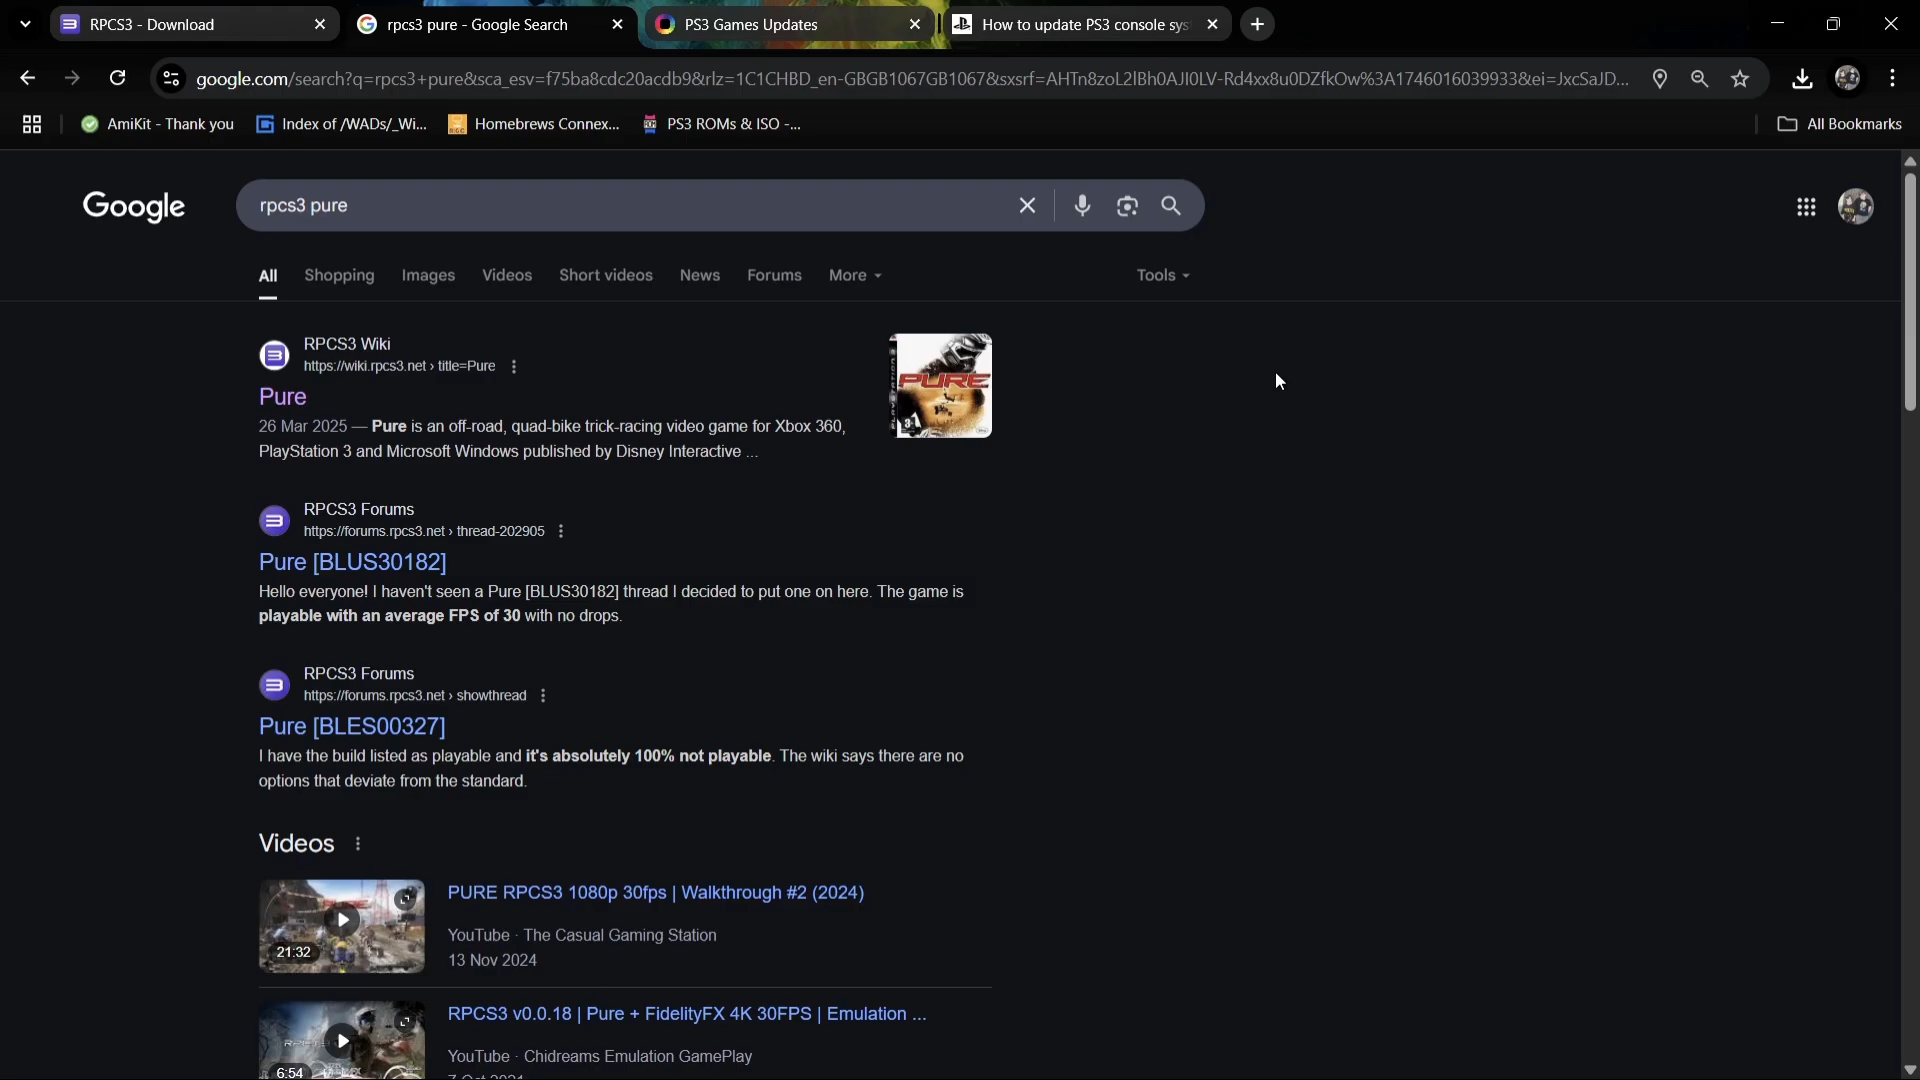 RPCS3 - Download
rpcs3 pure - Google Search
PS3 Games Updates
How to update PS3 console sys
google.com/search?q=rpcs3+pure&sca_esv=f75ba8cdc20acdb9&rlz=1C1CHBD_en-GBGB1067GB1067&sxsrf=AHTn8zoL2lBh0AJI0LV-Rd4xx8u0DZfkOw%3A1746016039933&ei=JxcSaJD...
AmiKit - Thank you
Index of /WADs/_Wi...
Homebrews Connex...
PS3 ROMs & ISO -...
All Bookmarks
Google
rpcs3 pure
All
Shopping
Images
Videos
Short videos
News
Forums
More
Tools
RPCS3 Wiki
https://wiki.rpcs3.net › title=Pure
Pure
26 Mar 2025 — Pure is an off-road, quad-bike trick-racing video game for Xbox 360,
PlayStation 3 and Microsoft Windows published by Disney Interactive ...
PURE
RPCS3 Forums
https://forums.rpcs3.net › thread-202905
Pure [BLUS30182]
Hello everyone! I haven't seen a Pure [BLUS30182] thread I decided to put one on here. The game is
playable with an average FPS of 30 with no drops.
RPCS3 Forums
https://forums.rpcs3.net › showthread
Pure [BLES00327]
I have the build listed as playable and it's absolutely 100% not playable. The wiki says there are no
options that deviate from the standard.
Videos
21:32
PURE RPCS3 1080p 30fps | Walkthrough #2 (2024)
YouTube · The Casual Gaming Station
13 Nov 2024
6:54
RPCS3 v0.0.18 | Pure + FidelityFX 4K 30FPS | Emulation ...
YouTube · Chidreams Emulation GamePlay
7 Oct 2021